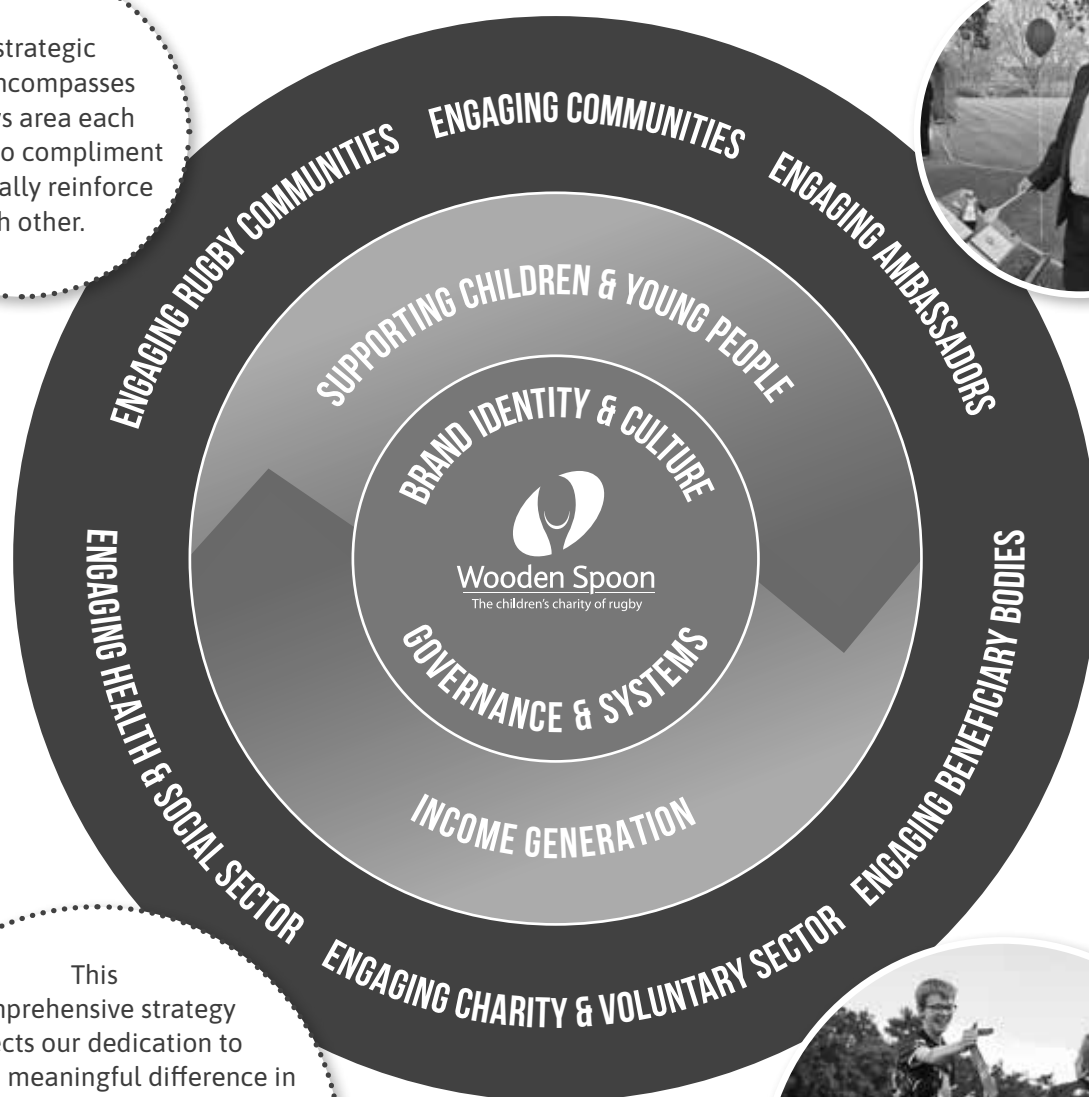 strategic
ncompasses
s area each
o compliment
ally reinforce
h other.
ENGAGING RUGBY COMMUNITIES
ENGAGING COMMUNITIES
ENGAGING AMBASSADORS
SUPPORTING CHILDREN & YOUNG PEOPLE
BRAND IDENTITY & CULTURE
Wooden Spoon
The children's charity of rugby
GOVERNANCE & SYSTEMS
INCOME GENERATION
ENGAGING HEALTH & SOCIAL SECTOR
ENGAGING CHARITY & VOLUNTARY SECTOR
ENGAGING BENEFICIARY BODIES
This
mprehensive strategy
ects our dedication to
meaningful difference in